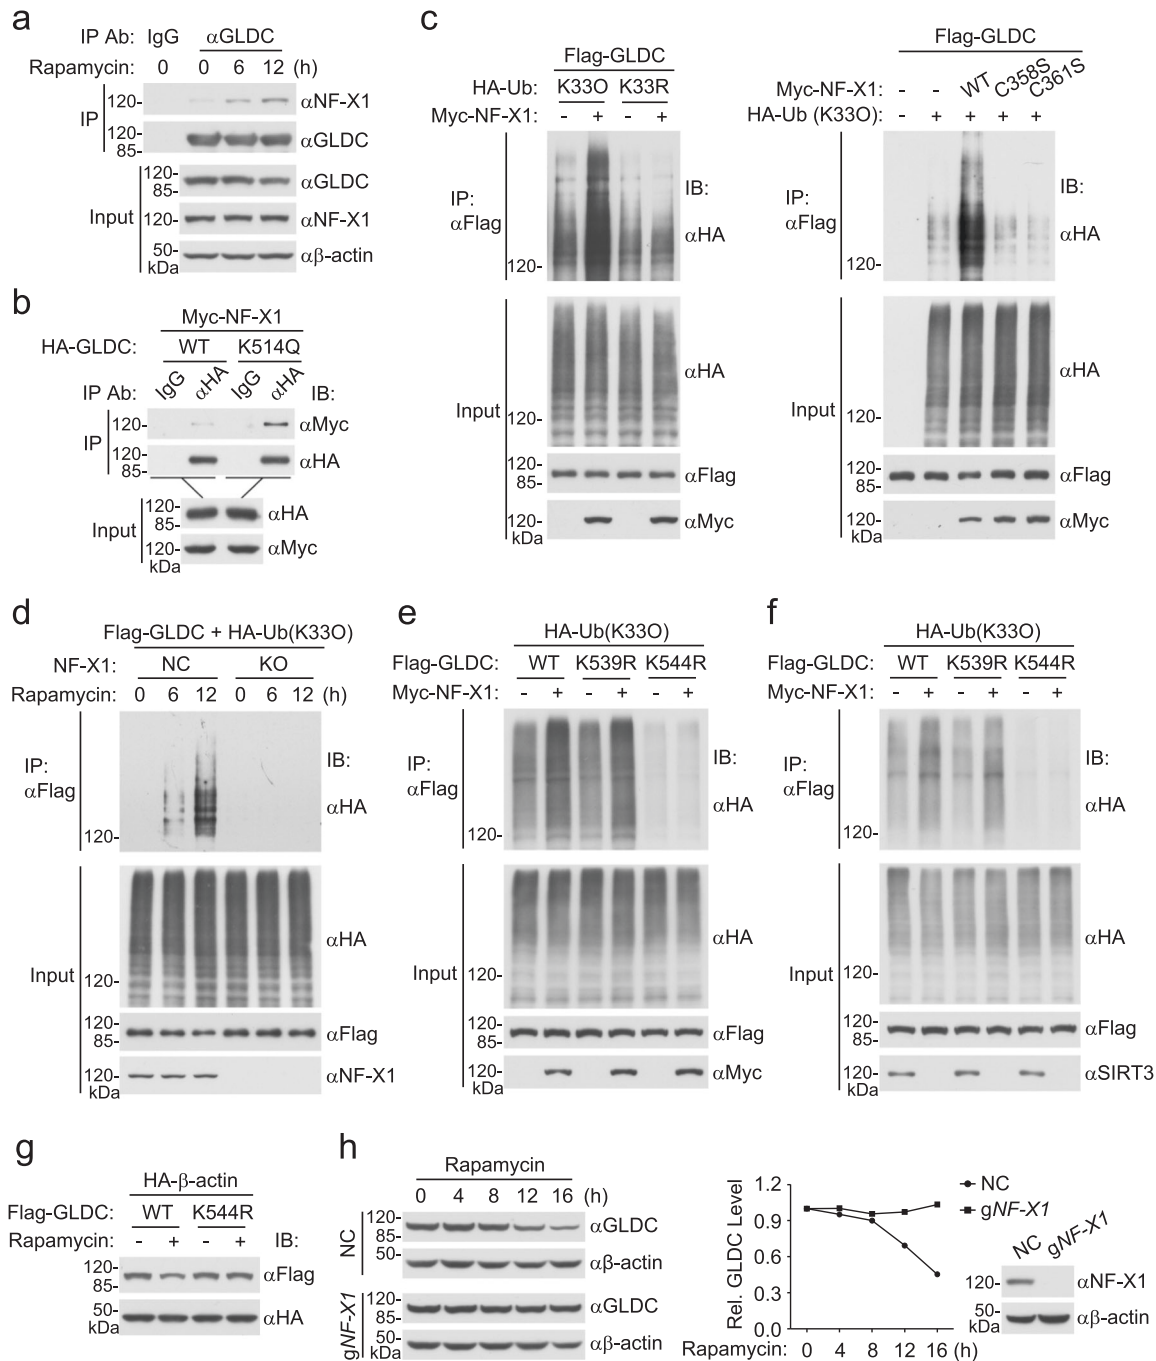 a
IP Ab: IgG αGLDC
Rapamycin: 0 0 6 12 (h)
IP
120- αNF-X1
120- αGLDC
85-
Input
120- αGLDC
85-
120- αNF-X1
50- αβ-actin
kDa
b
Myc-NF-X1
HA-GLDC: WT K514Q
IP Ab: IgG αHA IgG αHA IB:
IP
120- αMyc
120- αHA
85-
Input
120- αHA
85-
120- αMyc
kDa
c
Flag-GLDC
HA-Ub: K33O K33R
Myc-NF-X1: - + - +
IP: IB:
αFlag αHA
120-
Input
αHA
120-
120- αFlag
85-
120- αMyc
kDa
Flag-GLDC
Myc-NF-X1: - - WT C358S C361S
HA-Ub (K33O): - + + + +
IP: IB:
αFlag αHA
120-
Input
αHA
120-
120- αFlag
85-
120- αMyc
kDa
d
Flag-GLDC + HA-Ub(K33O)
NF-X1: NC KO
Rapamycin: 0 6 12 0 6 12 (h)
IP: IB:
αFlag αHA
120-
Input
αHA
120-
120- αFlag
85-
120- αNF-X1
kDa
e
HA-Ub(K33O)
Flag-GLDC: WT K539R K544R
Myc-NF-X1: - + - + - +
IP: IB:
αFlag αHA
120-
Input
αHA
120-
120- αFlag
85-
120- αMyc
kDa
f
HA-Ub(K33O)
Flag-GLDC: WT K539R K544R
Myc-NF-X1: - + - + - +
IP: IB:
αFlag αHA
120-
Input
αHA
120-
120- αFlag
85-
120- αSIRT3
kDa
g
HA-β-actin
Flag-GLDC: WT K544R
Rapamycin: - + - + IB:
120- αFlag
85-
50- αHA
kDa
h
Rapamycin
0 4 8 12 16 (h)
NC
120- αGLDC
85-
50- αβ-actin
gNF-X1
120- αGLDC
85-
50- αβ-actin
kDa
Rel. GLDC Level
1.2
0.9
0.6
0.3
0.0
Rapamycin: 0 4 8 12 16 (h)
NC
gNF-X1
NC gNF-X1
120- αNF-X1
50- αβ-actin
kDa